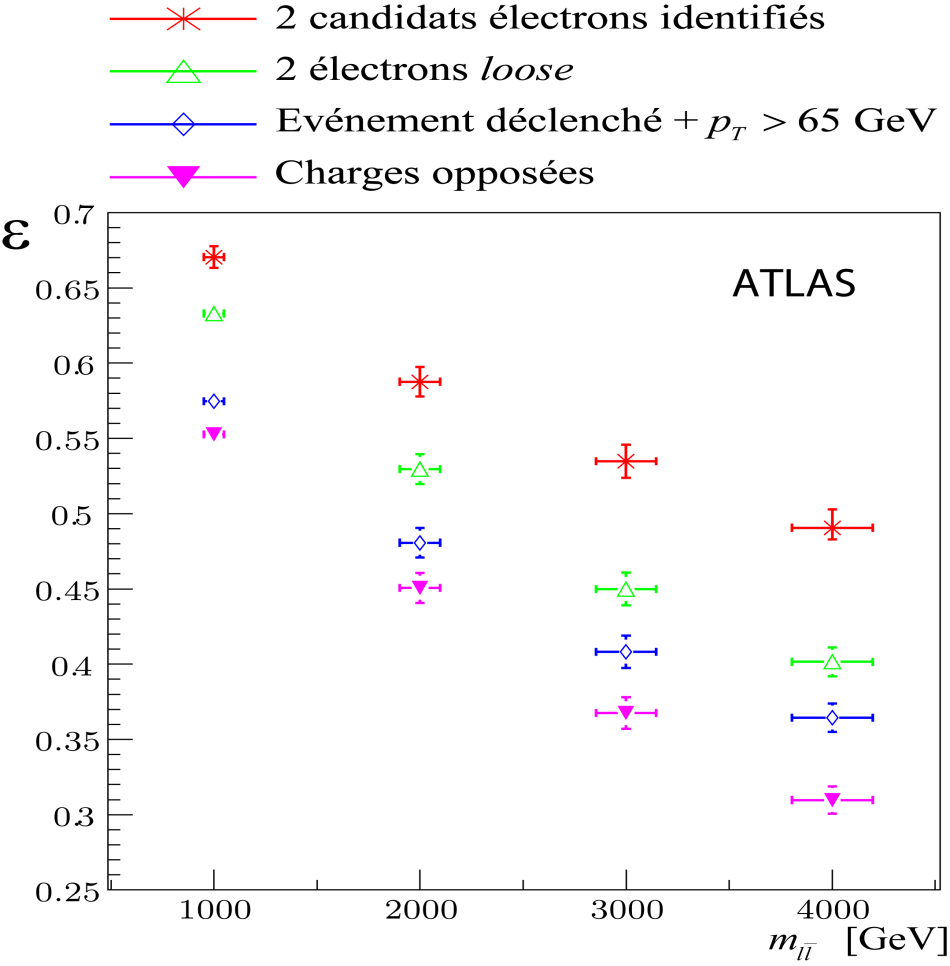 2 candidats électrons identifiés
2 électrons loose
Evénement déclenché + p_T > 65 GeV
Charges opposées
ε
0.7
ATLAS
0.65
0.6
0.55
0.5
0.45
0.4
0.35
0.3
0.25
1000 2000 3000 4000
m_{ll̄} [GeV]